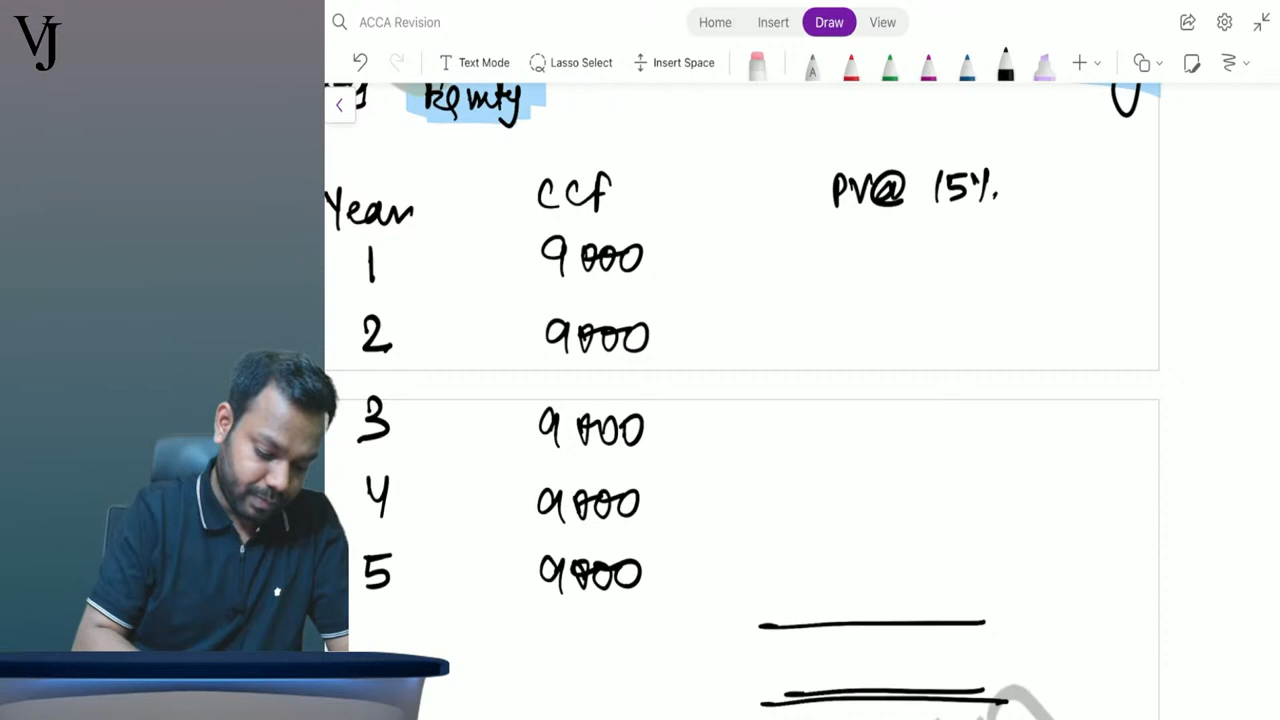 VJ
ACCA Revision
Home Insert Draw View
Text Mode Lasso Select Insert Space
Equity
Year CCF PV@ 15%
1 9000
2 9000
3 9000
4 9000
5 9000